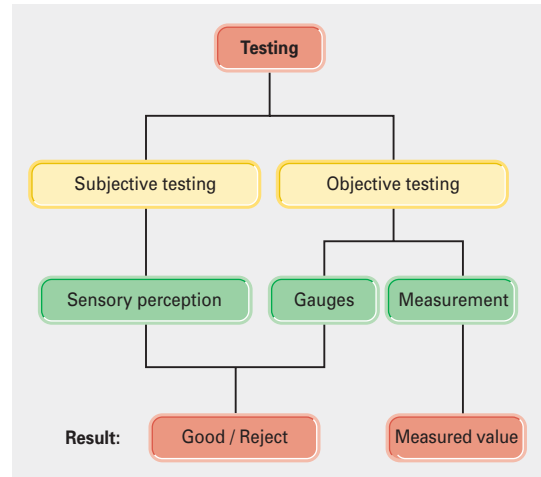 Testing
Subjective testing
Objective testing
Sensory perception
Gauges
Measurement
Result:
Good / Reject
Measured value